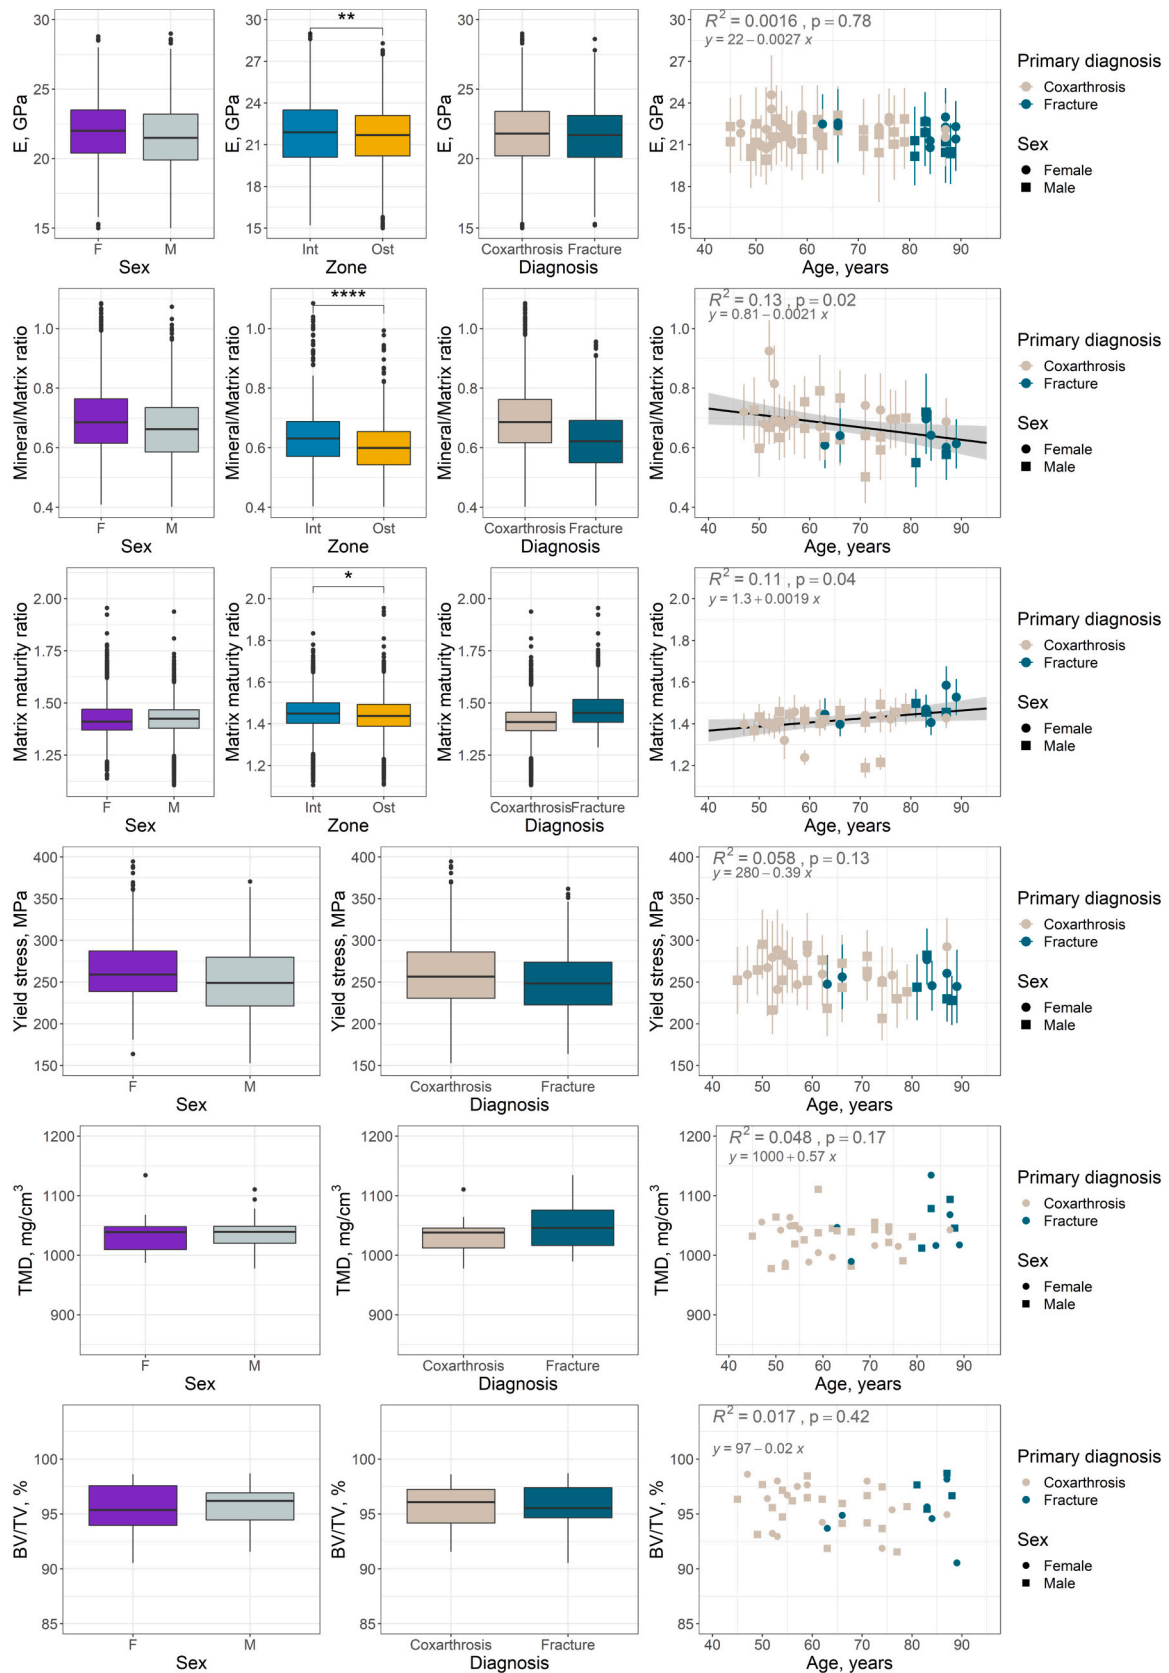 30
25
20
15
E, GPa
F
M
Sex
**
30
27
24
21
18
15
E, GPa
Int
Ost
Zone
30
25
20
15
E, GPa
Coxarthrosis
Fracture
Diagnosis
R² = 0.0016 , p = 0.78
y = 22 − 0.0027 x
30
27
24
21
18
15
E, GPa
40
50
60
70
80
90
Age, years
Primary diagnosis
Coxarthrosis
Fracture
Sex
Female
Male
1.0
0.8
0.6
0.4
Mineral/Matrix ratio
F
M
Sex
****
1.0
0.8
0.6
0.4
Mineral/Matrix ratio
Int
Ost
Zone
1.0
0.8
0.6
0.4
Mineral/Matrix ratio
Coxarthrosis
Fracture
Diagnosis
R² = 0.13 , p = 0.02
y = 0.81 − 0.0021 x
1.0
0.8
0.6
0.4
Mineral/Matrix ratio
40
50
60
70
80
90
Age, years
Primary diagnosis
Coxarthrosis
Fracture
Sex
Female
Male
2.00
1.75
1.50
1.25
Matrix maturity ratio
F
M
Sex
*
2.0
1.8
1.6
1.4
1.2
Matrix maturity ratio
Int
Ost
Zone
2.00
1.75
1.50
1.25
Matrix maturity ratio
Coxarthrosis
Fracture
Diagnosis
R² = 0.11 , p = 0.04
y = 1.3 + 0.0019 x
2.0
1.8
1.6
1.4
1.2
Matrix maturity ratio
40
50
60
70
80
90
Age, years
Primary diagnosis
Coxarthrosis
Fracture
Sex
Female
Male
400
350
300
250
200
150
Yield stress, MPa
F
M
Sex
400
350
300
250
200
150
Yield stress, MPa
Coxarthrosis
Fracture
Diagnosis
R² = 0.058 , p = 0.13
y = 280 − 0.39 x
400
350
300
250
200
150
Yield stress, MPa
40
50
60
70
80
90
Age, years
Primary diagnosis
Coxarthrosis
Fracture
Sex
Female
Male
1200
1100
1000
900
TMD, mg/cm³
F
M
Sex
1200
1100
1000
900
TMD, mg/cm³
Coxarthrosis
Fracture
Diagnosis
R² = 0.048 , p = 0.17
y = 1000 + 0.57 x
1200
1100
1000
900
TMD, mg/cm³
40
50
60
70
80
90
Age, years
Primary diagnosis
Coxarthrosis
Fracture
Sex
Female
Male
100
95
90
85
BV/TV, %
F
M
Sex
100
95
90
85
BV/TV, %
Coxarthrosis
Fracture
Diagnosis
R² = 0.017 , p = 0.42
y = 97 − 0.02 x
100
95
90
85
BV/TV, %
40
50
60
70
80
90
Age, years
Primary diagnosis
Coxarthrosis
Fracture
Sex
Female
Male